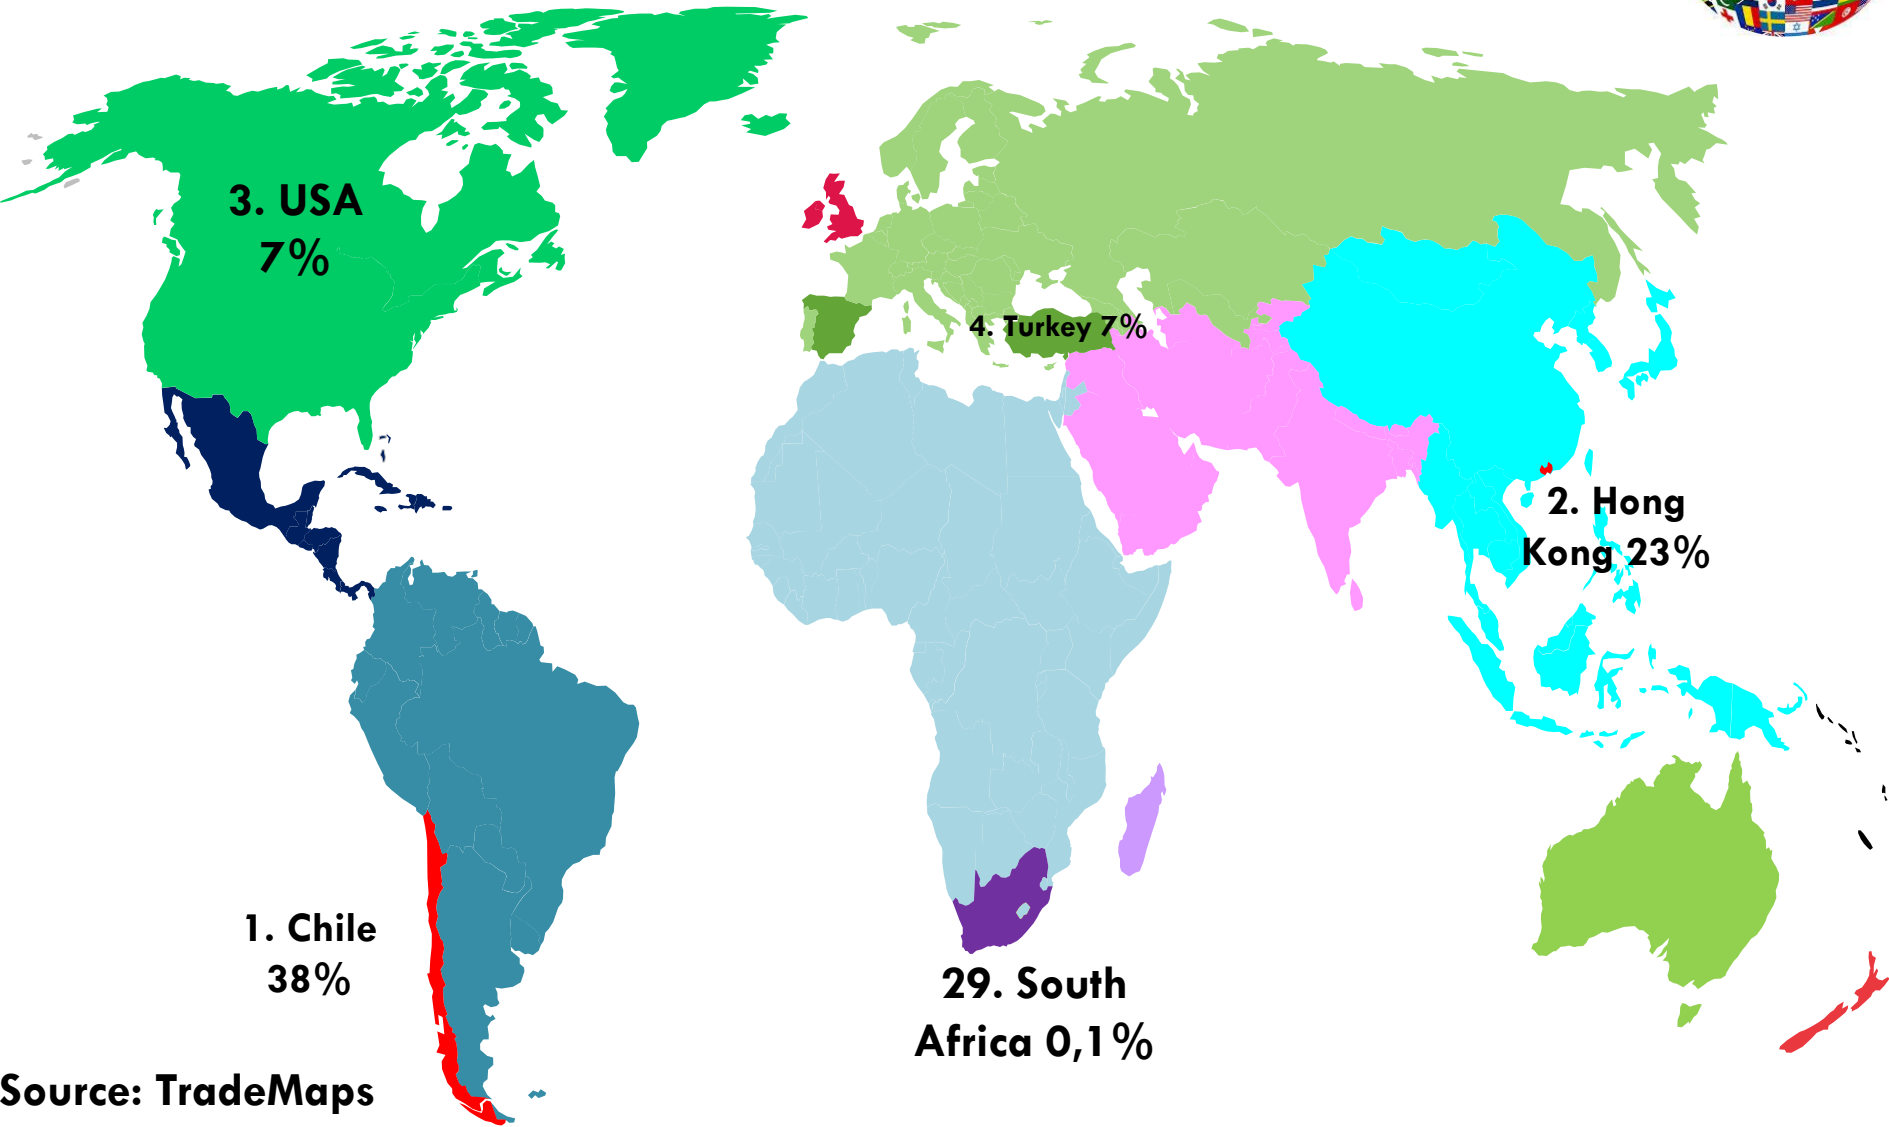 3. USA
7%
4. Turkey 7%
2. Hong
Kong 23%
1. Chile
38%
29. South
Africa 0,1%
Source: TradeMaps